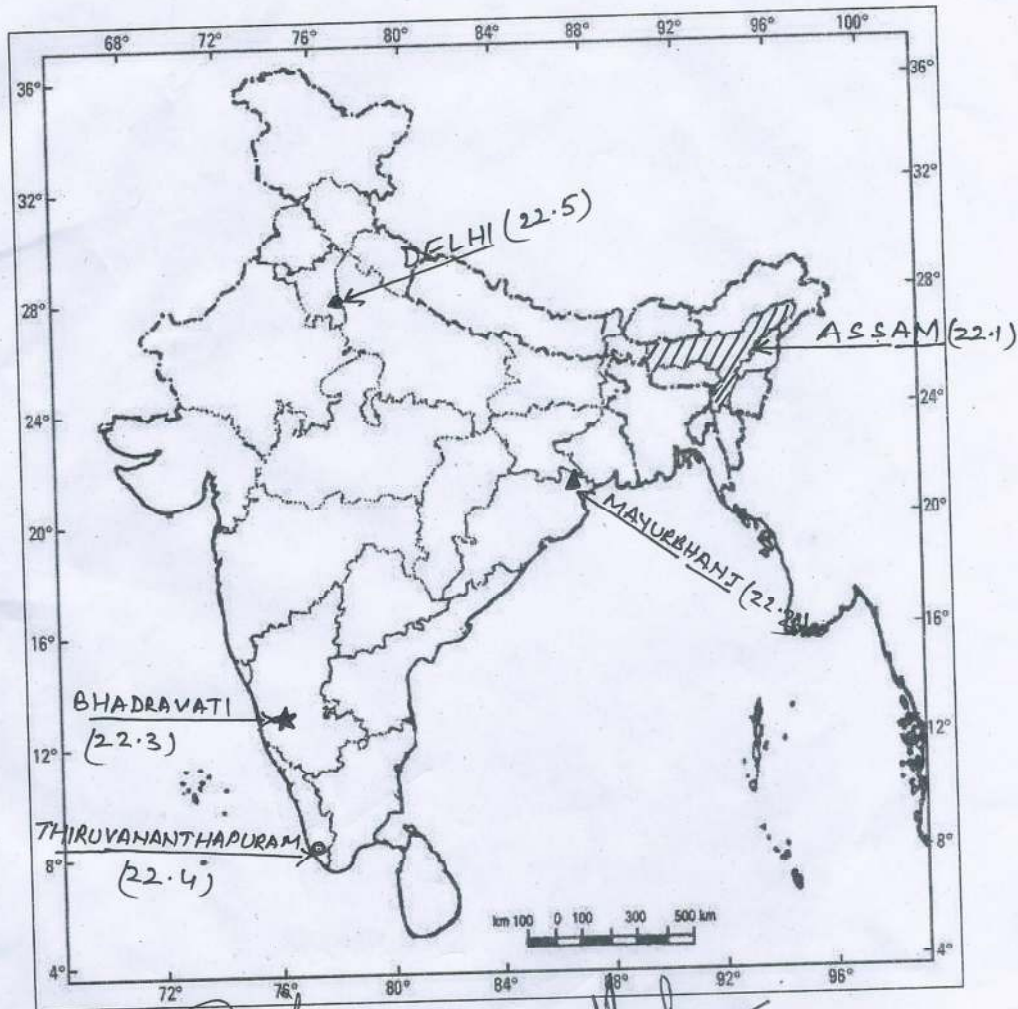 68° 72° 76° 80° 84° 88° 92° 96° 100°
36° 36°
32° 32°
DELHI (22.5)
28° 28°
ASSAM (22.1)
24° 24°
20° 20°
MAYURBHANJ
16° 16°
BHADRAVATI
(22.3)
12° 12°
THIRUVANANTHAPURAM
(22.4)
8° 8°
km 100 0 100 300 500 km
4° 4°
72° 76° 80° 84° 88° 92° 96°